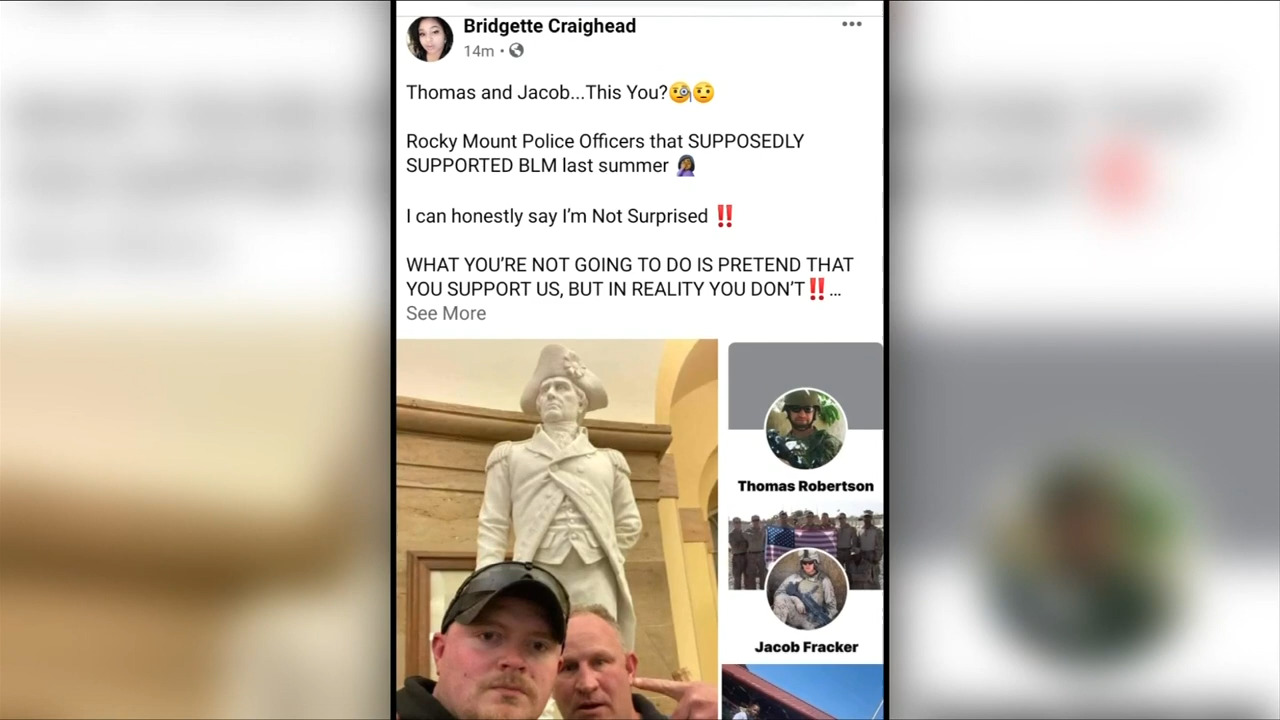 Bridgette Craighead
14m •
Thomas and Jacob...This You?🧐🤨
Rocky Mount Police Officers that SUPPOSEDLY
SUPPORTED BLM last summer 🤦🏾‍♀️
I can honestly say I'm Not Surprised ‼️
WHAT YOU'RE NOT GOING TO DO IS PRETEND THAT
YOU SUPPORT US, BUT IN REALITY YOU DON'T‼️...
See More
Thomas Robertson
Jacob Fracker